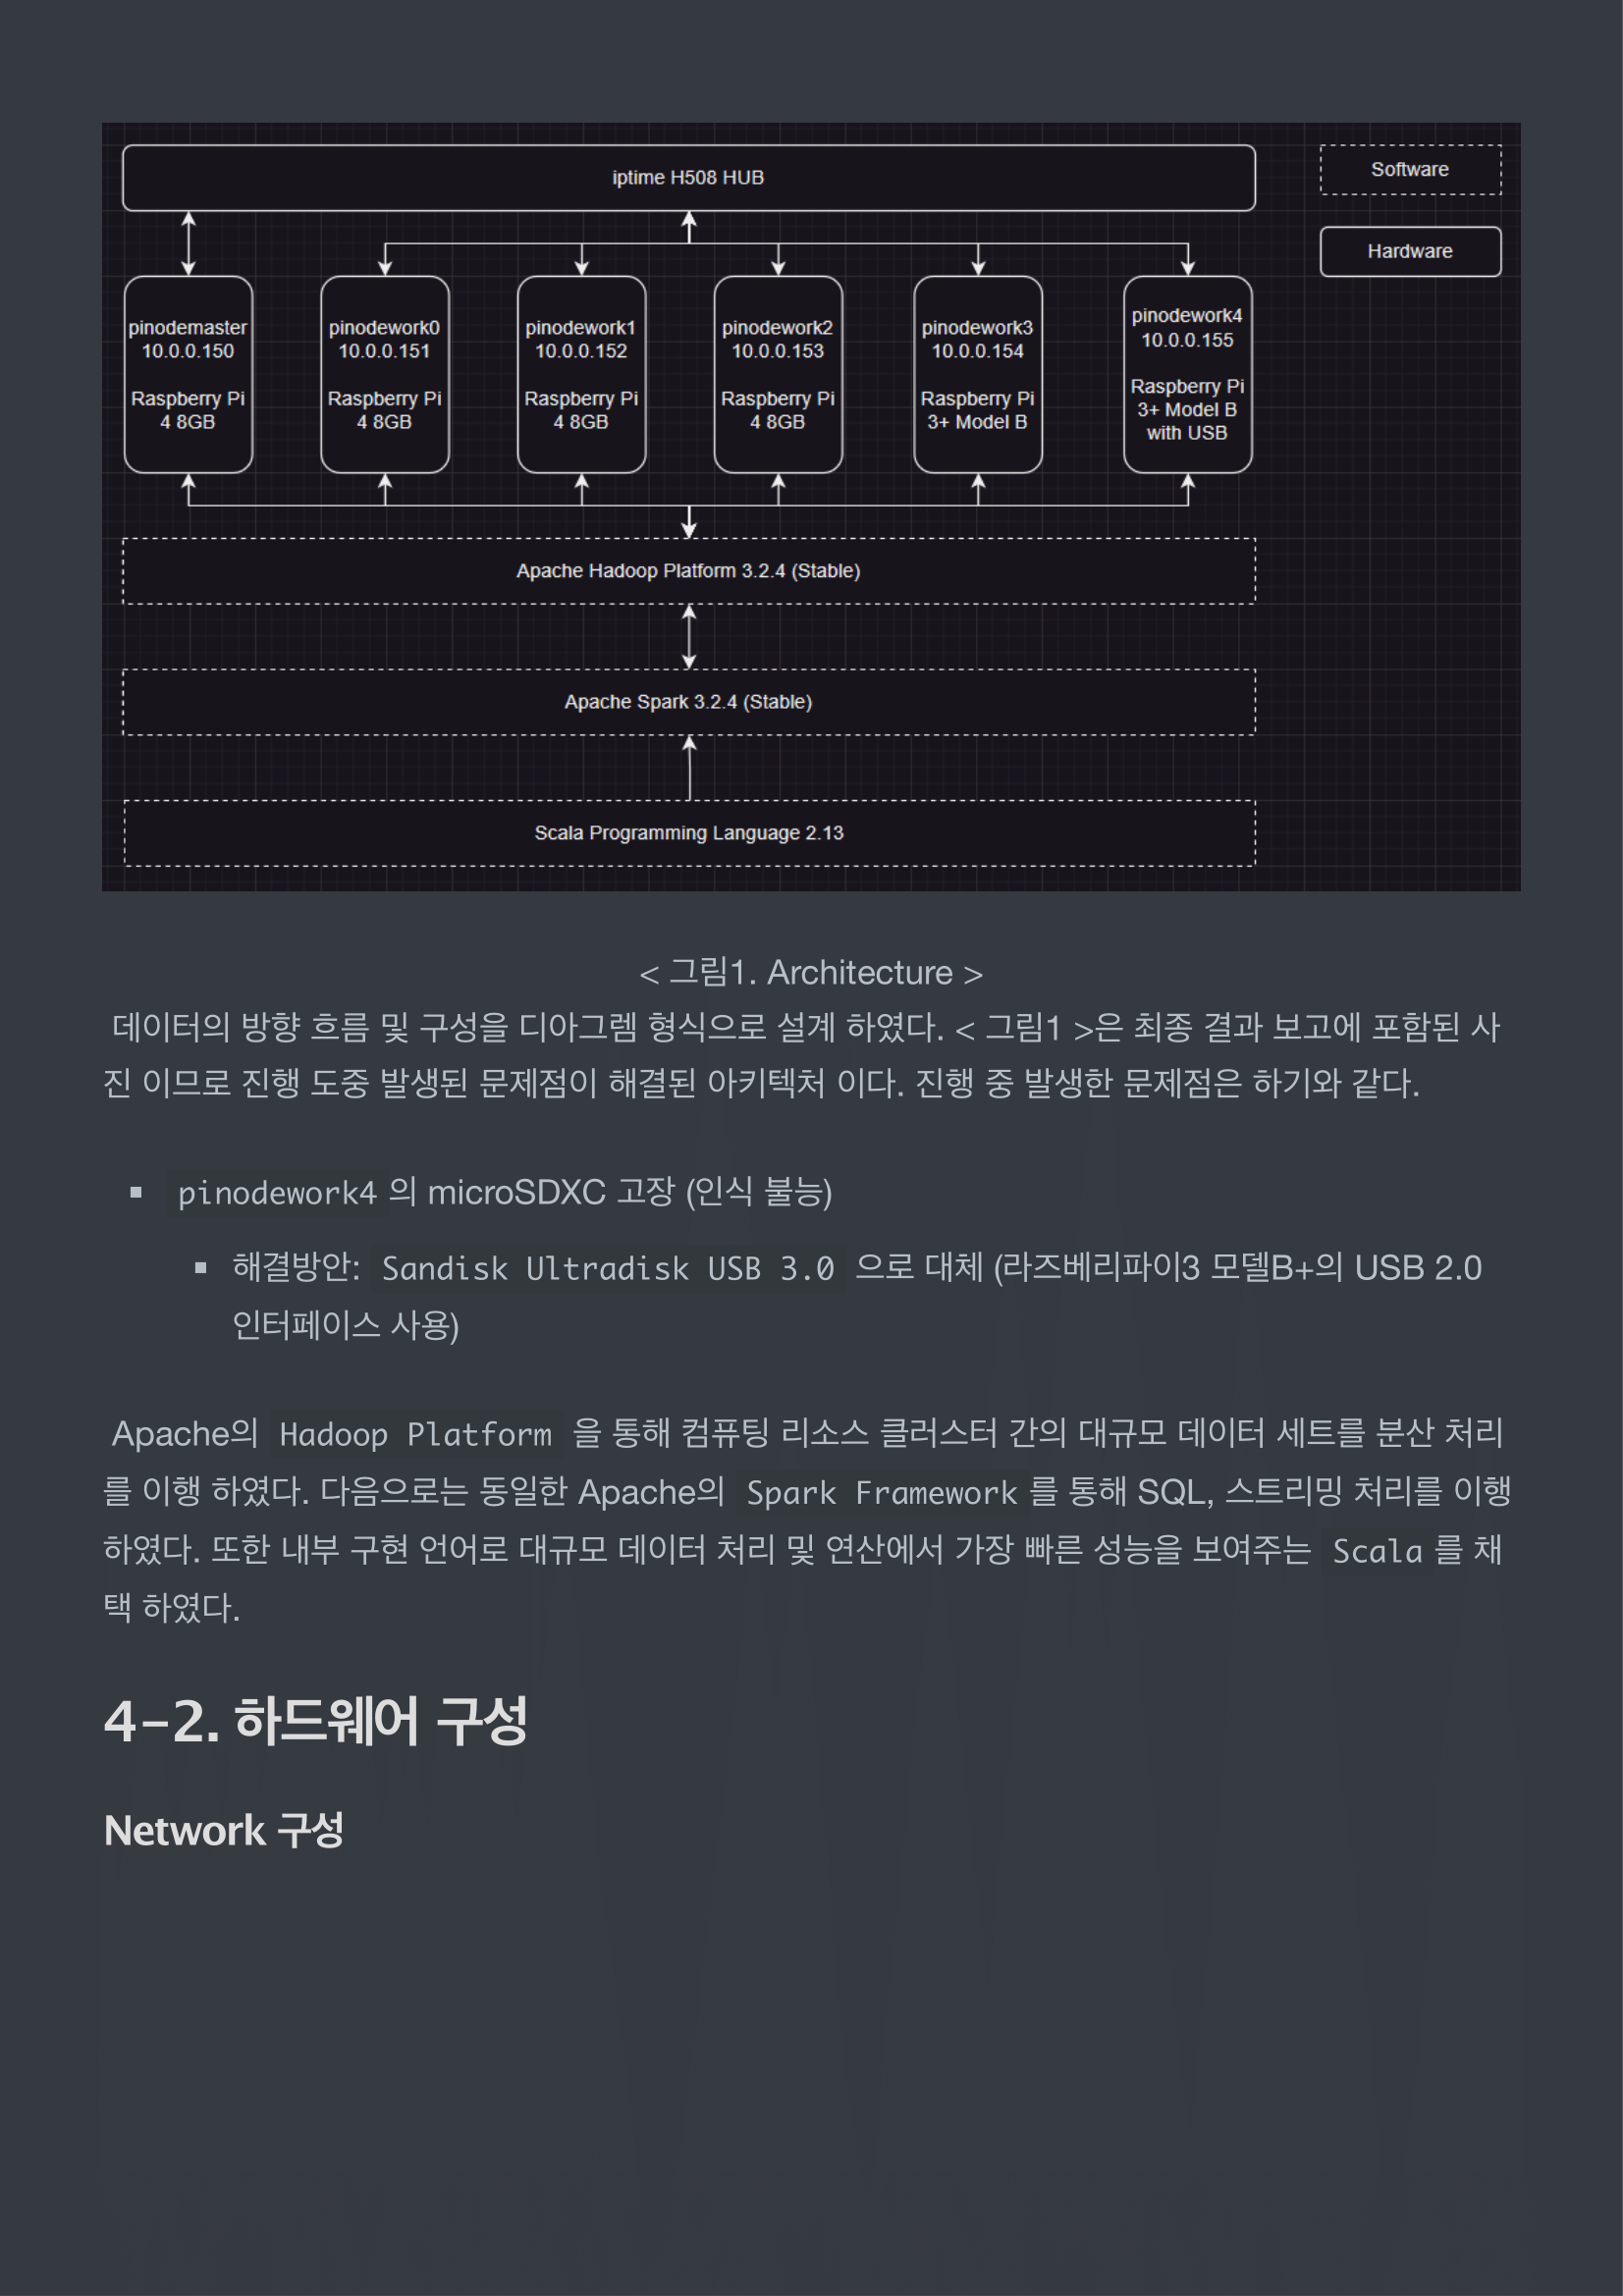 iptime H508 HUB
Software
Hardware
pinodemaster
10.0.0.150
Raspberry Pi
4 8GB
pinodework0
10.0.0.151
Raspberry Pi
4 8GB
pinodework1
10.0.0.152
Raspberry Pi
4 8GB
pinodework2
10.0.0.153
Raspberry Pi
4 8GB
pinodework3
10.0.0.154
Raspberry Pi
3+ Model B
pinodework4
10.0.0.155
Raspberry Pi
3+ Model B
with USB
Apache Hadoop Platform 3.2.4 (Stable)
Apache Spark 3.2.4 (Stable)
Scala Programming Language 2.13
< 그림1. Architecture >
데이터의 방향 흐름 및 구성을 디아그렘 형식으로 설계 하였다. < 그림1 >은 최종 결과 보고에 포함된 사
진 이므로 진행 도중 발생된 문제점이 해결된 아키텍처 이다. 진행 중 발생한 문제점은 하기와 같다.
▪ pinodework4 의 microSDXC 고장 (인식 불능)
▪ 해결방안: Sandisk Ultradisk USB 3.0 으로 대체 (라즈베리파이3 모델B+의 USB 2.0
인터페이스 사용)
Apache의 Hadoop Platform 을 통해 컴퓨팅 리소스 클러스터 간의 대규모 데이터 세트를 분산 처리
를 이행 하였다. 다음으로는 동일한 Apache의 Spark Framework 를 통해 SQL, 스트리밍 처리를 이행
하였다. 또한 내부 구현 언어로 대규모 데이터 처리 및 연산에서 가장 빠른 성능을 보여주는 Scala 를 채
택 하였다.
4-2. 하드웨어 구성
Network 구성